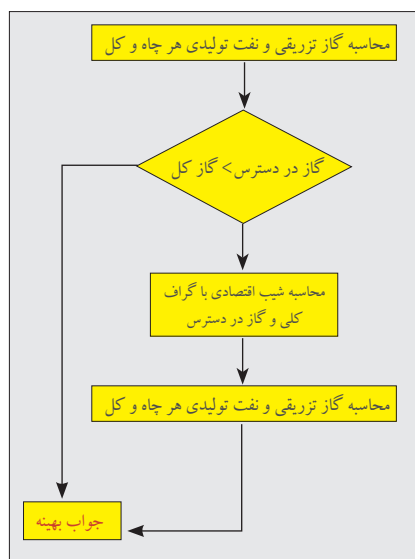 محاسبه گاز تزریقی و نفت تولیدی هر چاه و کل
گاز در دسترس> گاز کل
محاسبه شیب اقتصادی با گراف
کلی و گاز در دسترس
محاسبه گاز تزریقی و نفت تولیدی هر چاه و کل
جواب بهینه